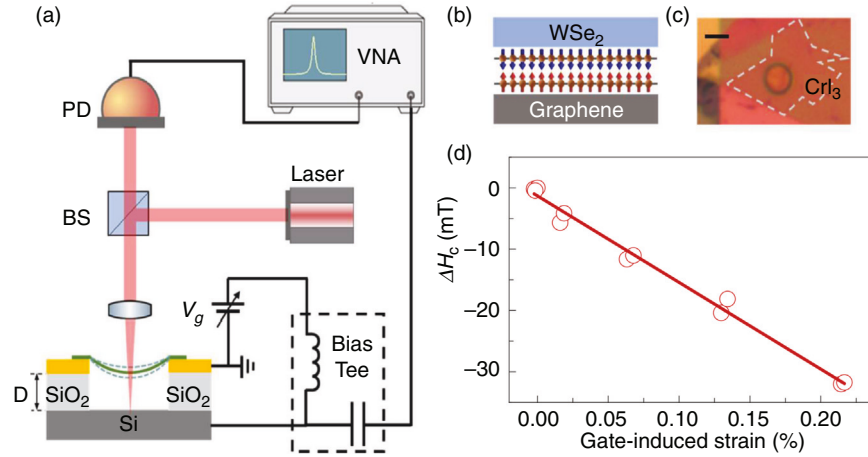 (a)
VNA
PD
Laser
BS
V_g
Bias
Tee
D
SiO₂
SiO₂
Si
(b)
WSe₂
Graphene
(c)
CrI₃
(d)
ΔH_c (mT)
0
−10
−20
−30
0.00 0.05 0.10 0.15 0.20
Gate-induced strain (%)